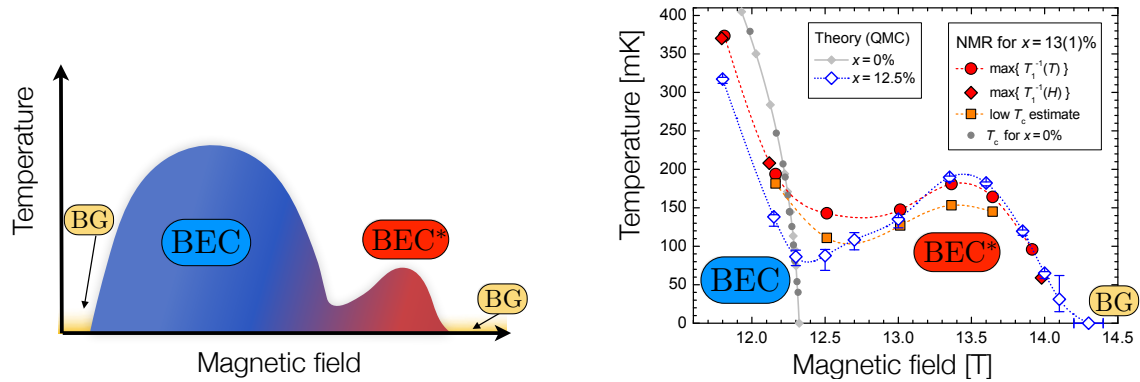 Temperature
BG
BEC
BEC*
BG
Magnetic field
Temperature [mK]
400
350
300
250
200
150
100
50
0
Theory (QMC)
x = 0%
x = 12.5%
NMR for x = 13(1)%
max{ T₁⁻¹(T) }
max{ T₁⁻¹(H) }
low T_c estimate
T_c for x = 0%
BEC
BEC*
BG
12.0
12.5
13.0
13.5
14.0
14.5
Magnetic field [T]